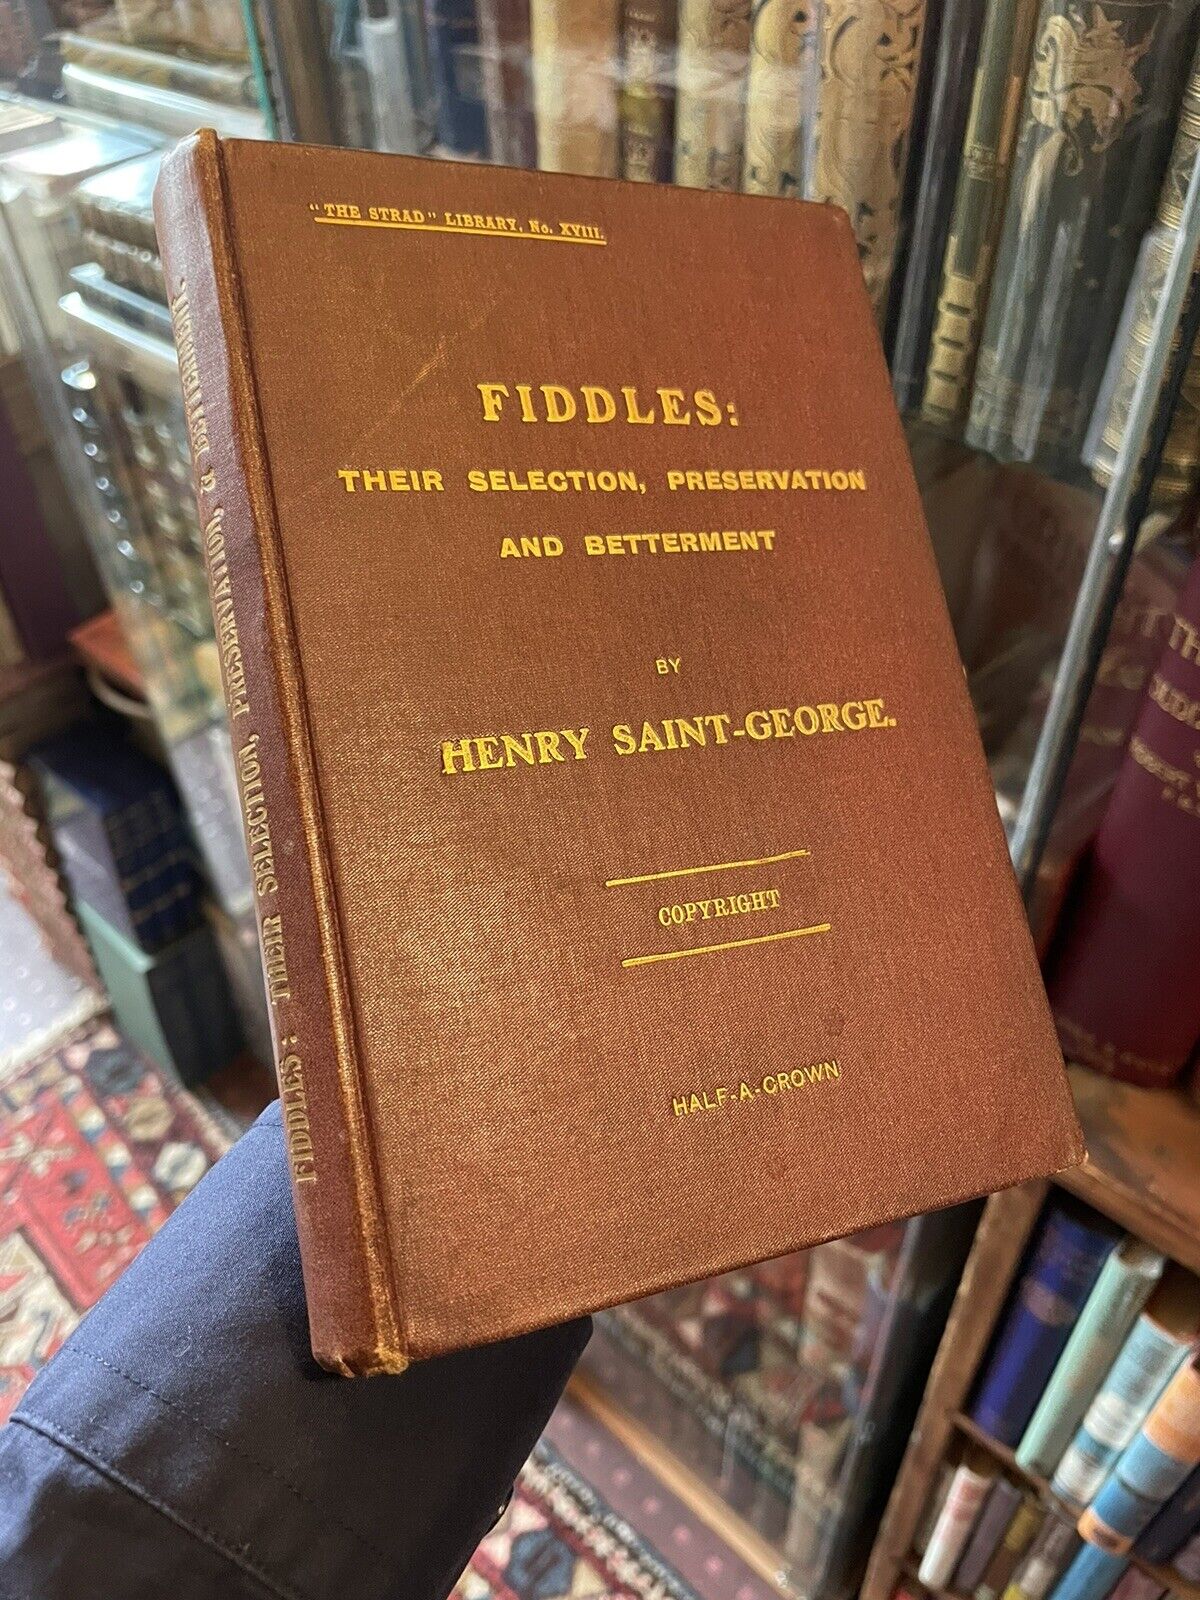 "THE STRAD" LIBRARY, No. XVIII.
FIDDLES:
THEIR SELECTION, PRESERVATION
AND BETTERMENT
BY
HENRY SAINT-GEORGE.
COPYRIGHT
HALF-A-CROWN
FIDDLES: THEIR SELECTION, PRESERVATION, & BETTERMENT.